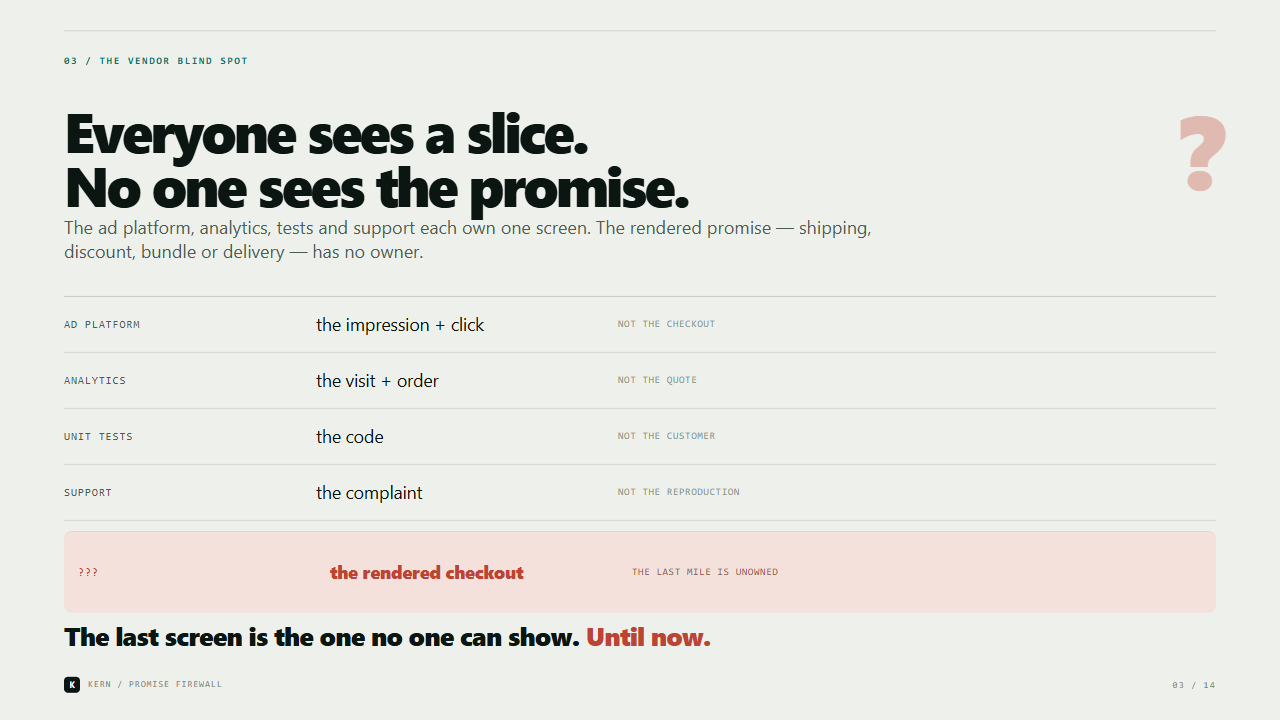 03 / THE VENDOR BLIND SPOT
Everyone sees a slice.
No one sees the promise.
?
The ad platform, analytics, tests and support each own one screen. The rendered promise — shipping,
discount, bundle or delivery — has no owner.
AD PLATFORM the impression + click NOT THE CHECKOUT
ANALYTICS the visit + order NOT THE QUOTE
UNIT TESTS the code NOT THE CUSTOMER
SUPPORT the complaint NOT THE REPRODUCTION
??? the rendered checkout THE LAST MILE IS UNOWNED
The last screen is the one no one can show. Until now.
K KERN / PROMISE FIREWALL 03 / 14